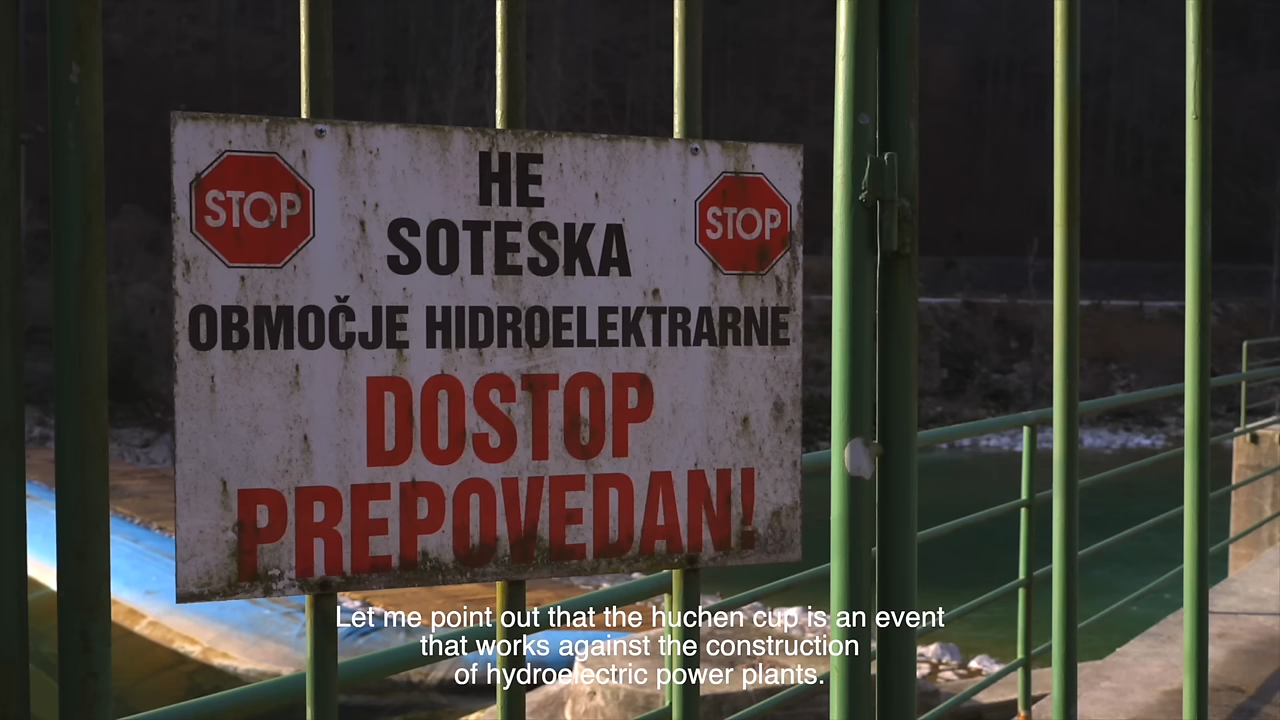 STOP
HE
SOTESKA
STOP
OBMOČJE HIDROELEKTRARNE
DOSTOP
PREPOVEDAN!
Let me point out that the huchen cup is an event
that works against the construction
of hydroelectric power plants.